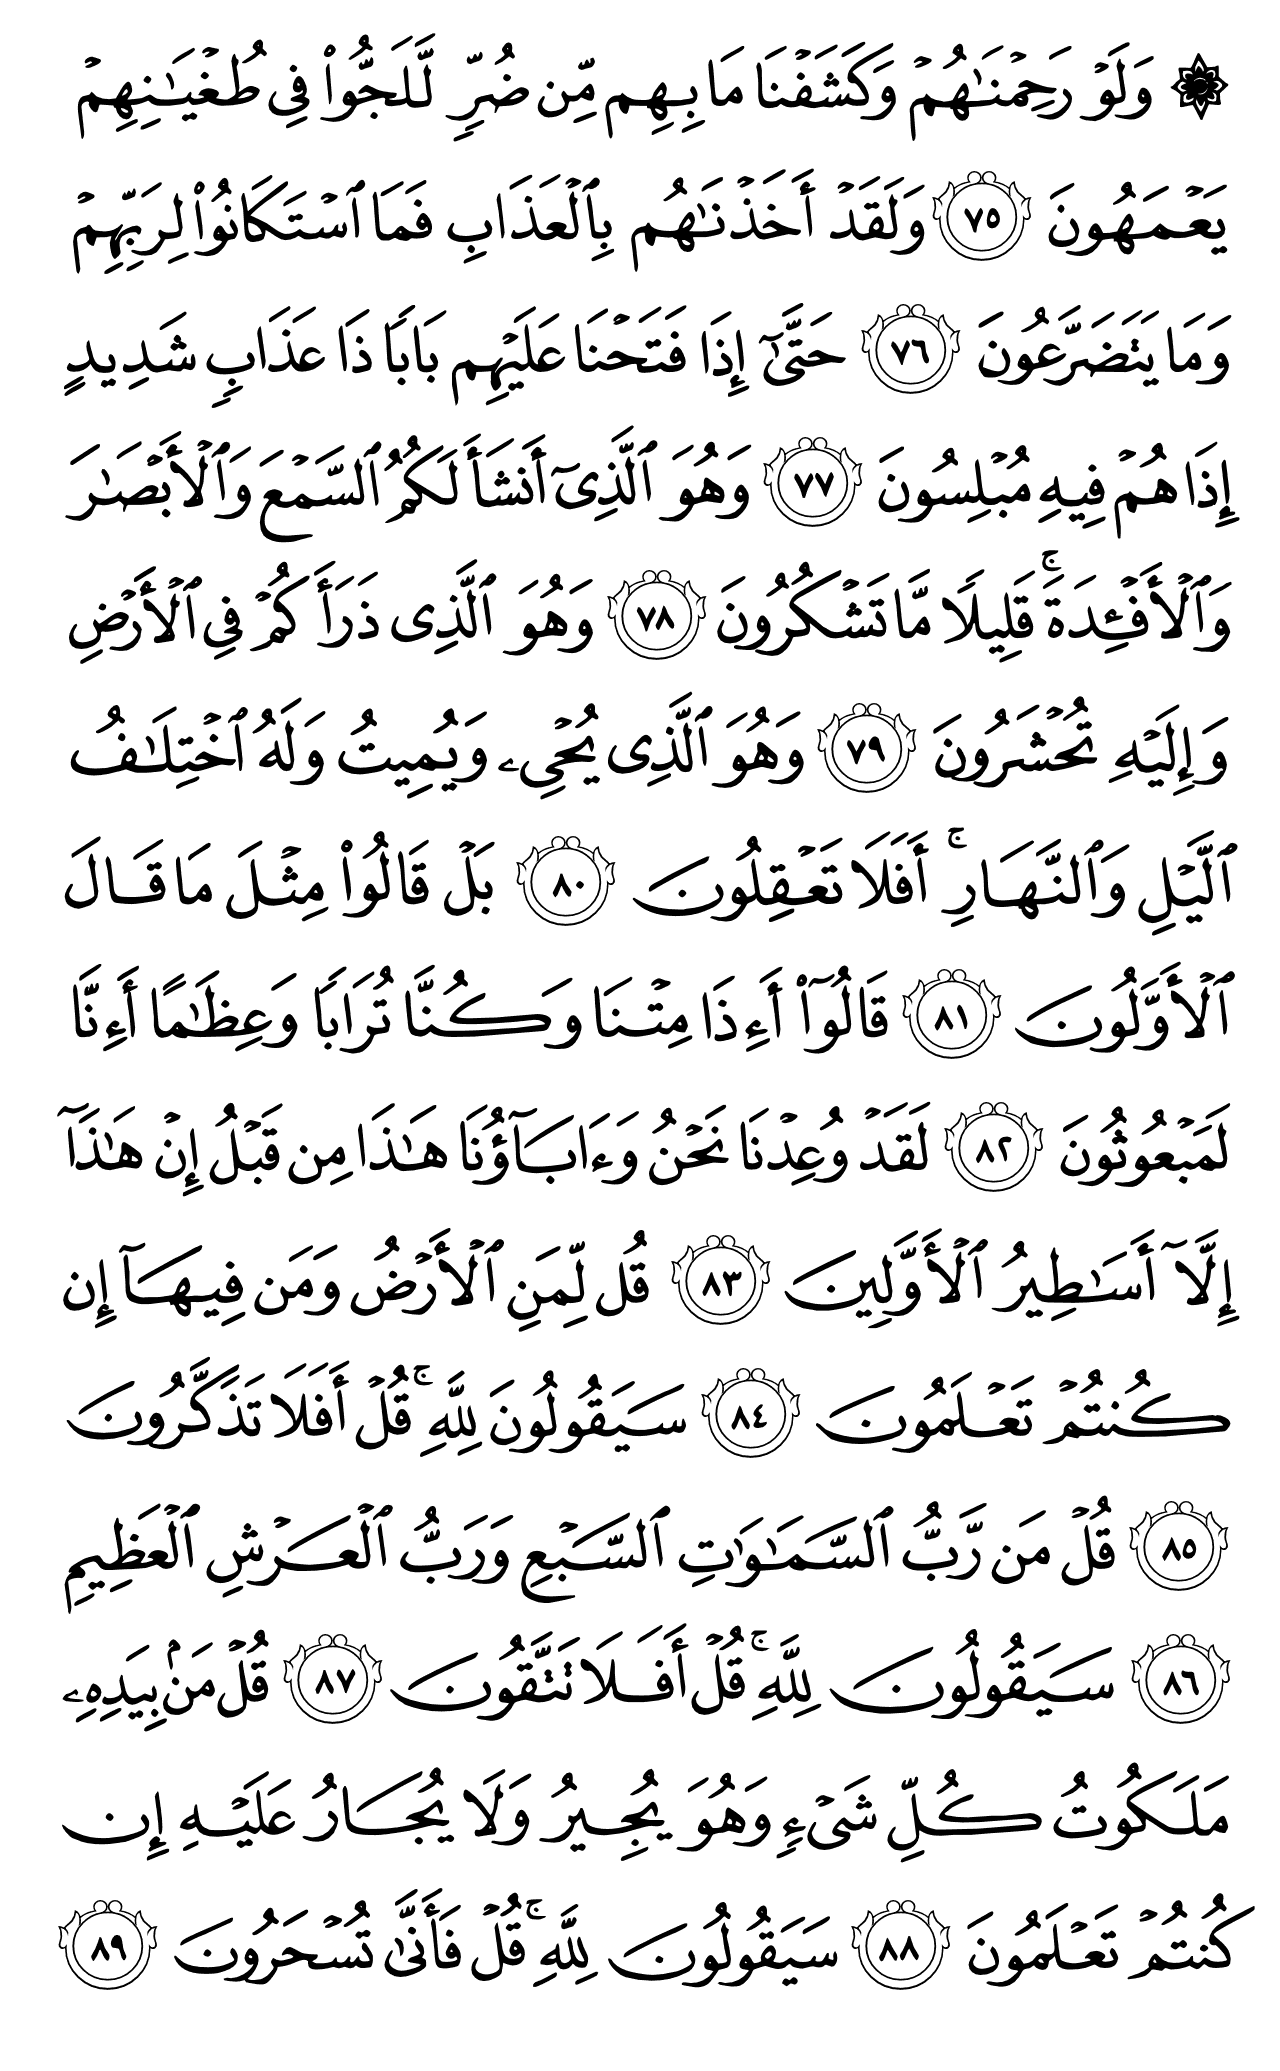 ۞ وَلَوۡ رَحِمۡنَٰهُمۡ وَكَشَفۡنَا مَا بِهِم مِّن ضُرّٖ لَّلَجُّواْ فِي طُغۡيَٰنِهِمۡ
يَعۡمَهُونَ ٧٥ وَلَقَدۡ أَخَذۡنَٰهُم بِٱلۡعَذَابِ فَمَا ٱسۡتَكَانُواْ لِرَبِّهِمۡ
وَمَا يَتَضَرَّعُونَ ٧٦ حَتَّىٰٓ إِذَا فَتَحۡنَا عَلَيۡهِم بَابٗا ذَا عَذَابٖ شَدِيدٍ
إِذَا هُمۡ فِيهِ مُبۡلِسُونَ ٧٧ وَهُوَ ٱلَّذِيٓ أَنشَأَ لَكُمُ ٱلسَّمۡعَ وَٱلۡأَبۡصَٰرَ
وَٱلۡأَفۡـِٔدَةَۚ قَلِيلٗا مَّا تَشۡكُرُونَ ٧٨ وَهُوَ ٱلَّذِي ذَرَأَكُمۡ فِي ٱلۡأَرۡضِ
وَإِلَيۡهِ تُحۡشَرُونَ ٧٩ وَهُوَ ٱلَّذِي يُحۡيِۦ وَيُمِيتُ وَلَهُ ٱخۡتِلَٰفُ
ٱلَّيۡلِ وَٱلنَّهَارِۚ أَفَلَا تَعۡقِلُونَ ٨٠ بَلۡ قَالُواْ مِثۡلَ مَا قَالَ
ٱلۡأَوَّلُونَ ٨١ قَالُوٓاْ أَءِذَا مِتۡنَا وَكُنَّا تُرَابٗا وَعِظَٰمًا أَءِنَّا
لَمَبۡعُوثُونَ ٨٢ لَقَدۡ وُعِدۡنَا نَحۡنُ وَءَابَآؤُنَا هَٰذَا مِن قَبۡلُ إِنۡ هَٰذَآ
إِلَّآ أَسَٰطِيرُ ٱلۡأَوَّلِينَ ٨٣ قُل لِّمَنِ ٱلۡأَرۡضُ وَمَن فِيهَآ إِن
كُنتُمۡ تَعۡلَمُونَ ٨٤ سَيَقُولُونَ لِلَّهِۚ قُلۡ أَفَلَا تَذَكَّرُونَ
٨٥ قُلۡ مَن رَّبُّ ٱلسَّمَٰوَٰتِ ٱلسَّبۡعِ وَرَبُّ ٱلۡعَرۡشِ ٱلۡعَظِيمِ
٨٦ سَيَقُولُونَ لِلَّهِۚ قُلۡ أَفَلَا تَتَّقُونَ ٨٧ قُلۡ مَنۢ بِيَدِهِۦ
مَلَكُوتُ كُلِّ شَيۡءٖ وَهُوَ يُجِيرُ وَلَا يُجَارُ عَلَيۡهِ إِن
كُنتُمۡ تَعۡلَمُونَ ٨٨ سَيَقُولُونَ لِلَّهِۚ قُلۡ فَأَنَّىٰ تُسۡحَرُونَ ٨٩